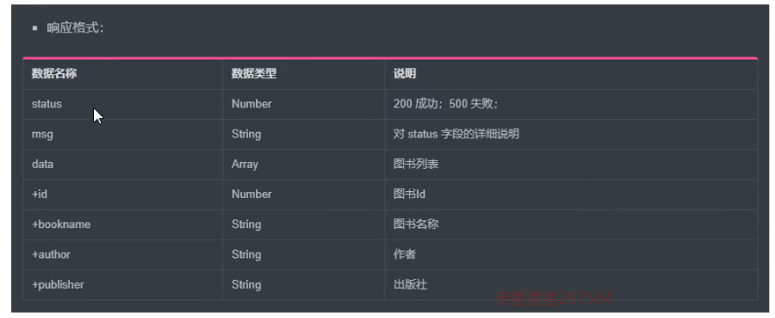 响应格式：
数据名称 数据类型 说明
status Number 200 成功；500 失败；
msg String 对 status 字段的详细说明
data Array 图书列表
+id Number 图书Id
+bookname String 图书名称
+author String 作者
+publisher String 出版社